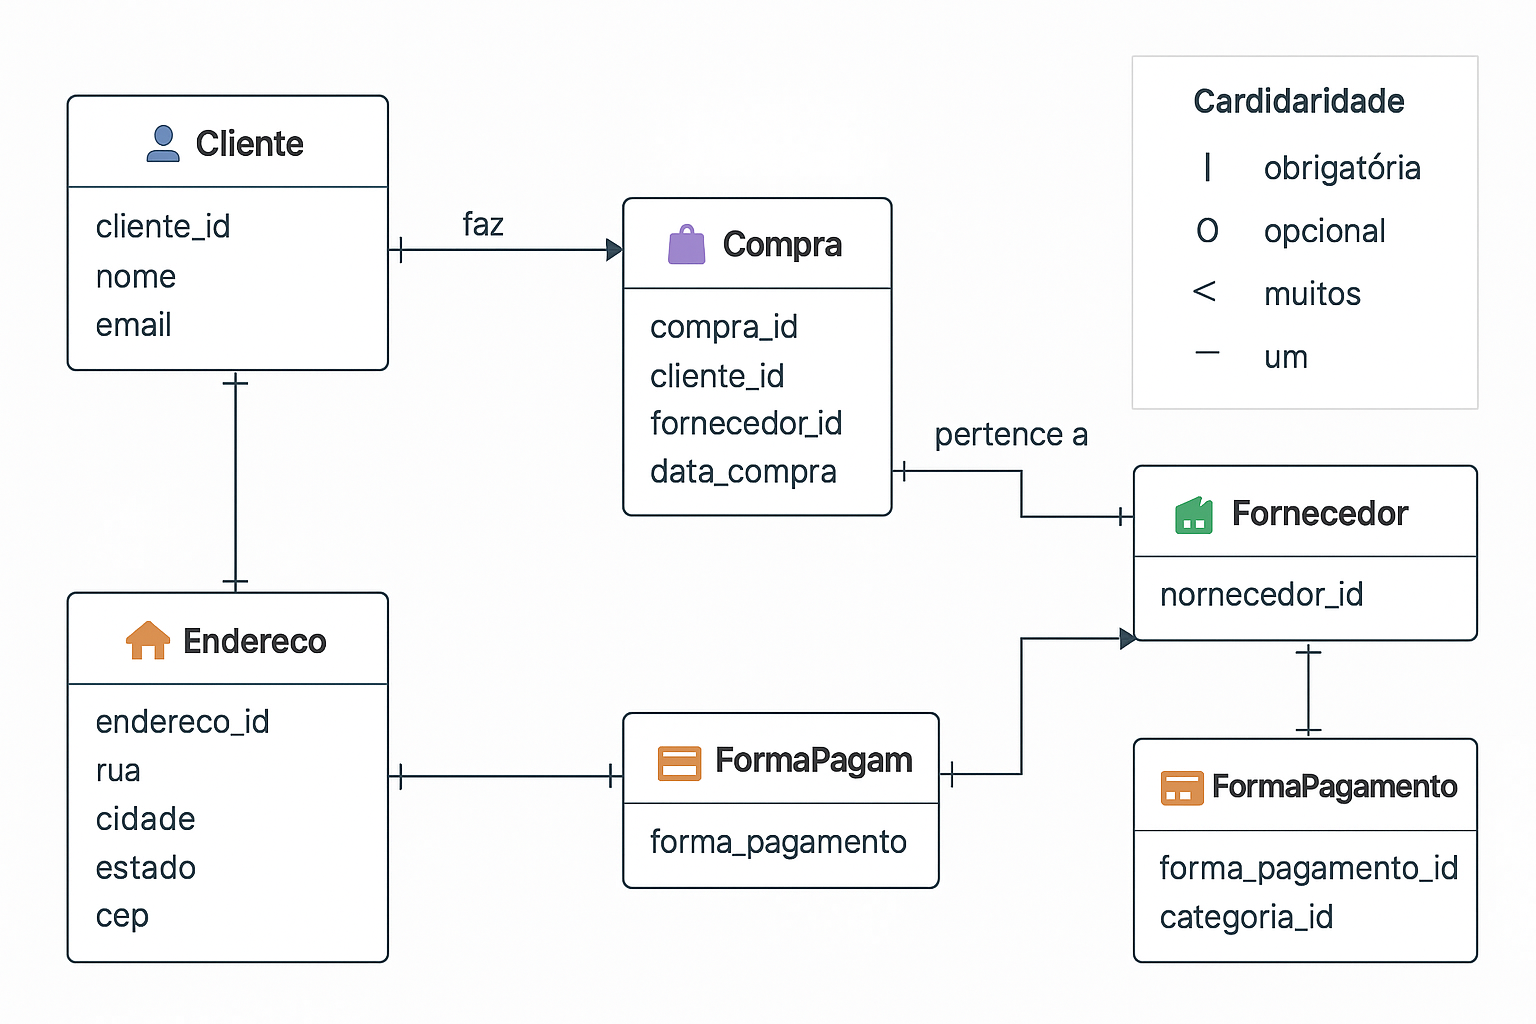 Cliente
cliente_id
nome
email
faz
Compra
compra_id
cliente_id
fornecedor_id
data_compra
Cardidaridade
| obrigatória
O opcional
< muitos
— um
pertence a
Fornecedor
nornecedor_id
Endereco
endereco_id
rua
cidade
estado
cep
FormaPagam
forma_pagamento
FormaPagamento
forma_pagamento_id
categoria_id